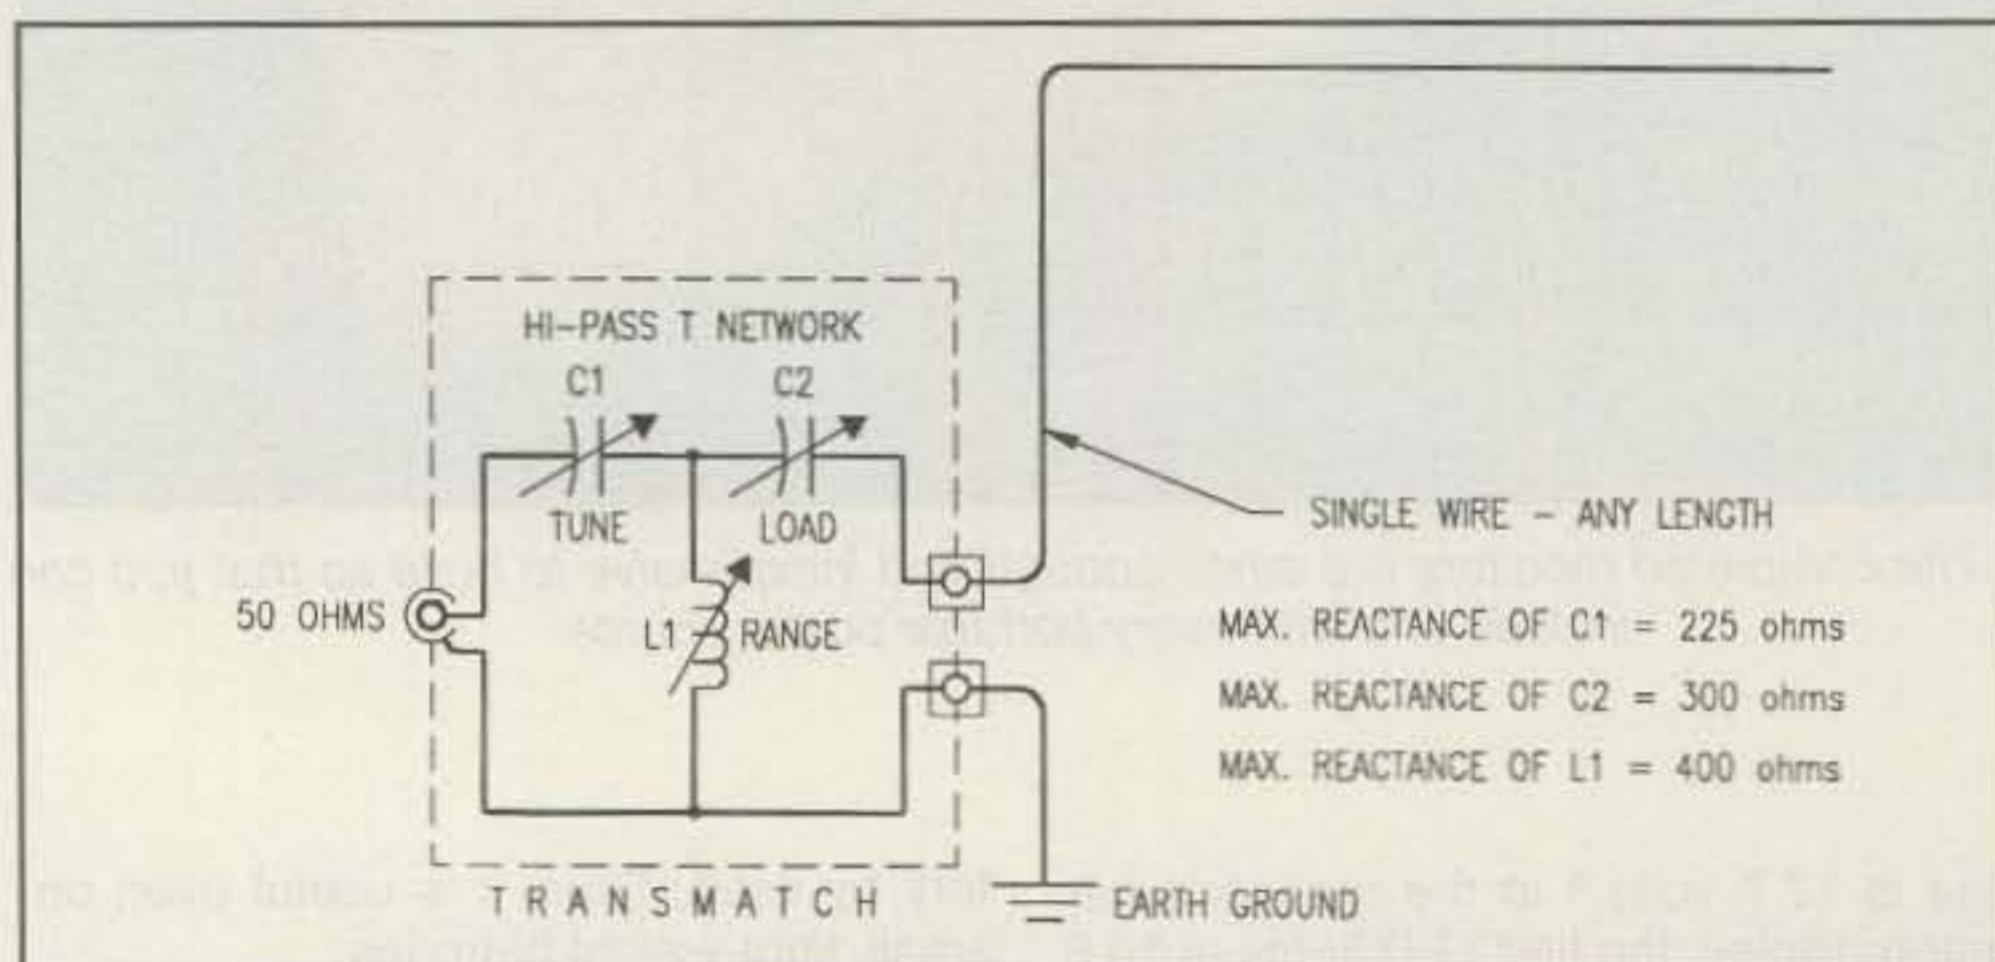 HI-PASS T NETWORK
C1
C2
TUNE
LOAD
50 OHMS
L1
RANGE
SINGLE WIRE - ANY LENGTH
MAX. REACTANCE OF C1 = 225 ohms
MAX. REACTANCE OF C2 = 300 ohms
MAX. REACTANCE OF L1 = 400 ohms
TRANSMATCH
EARTH GROUND